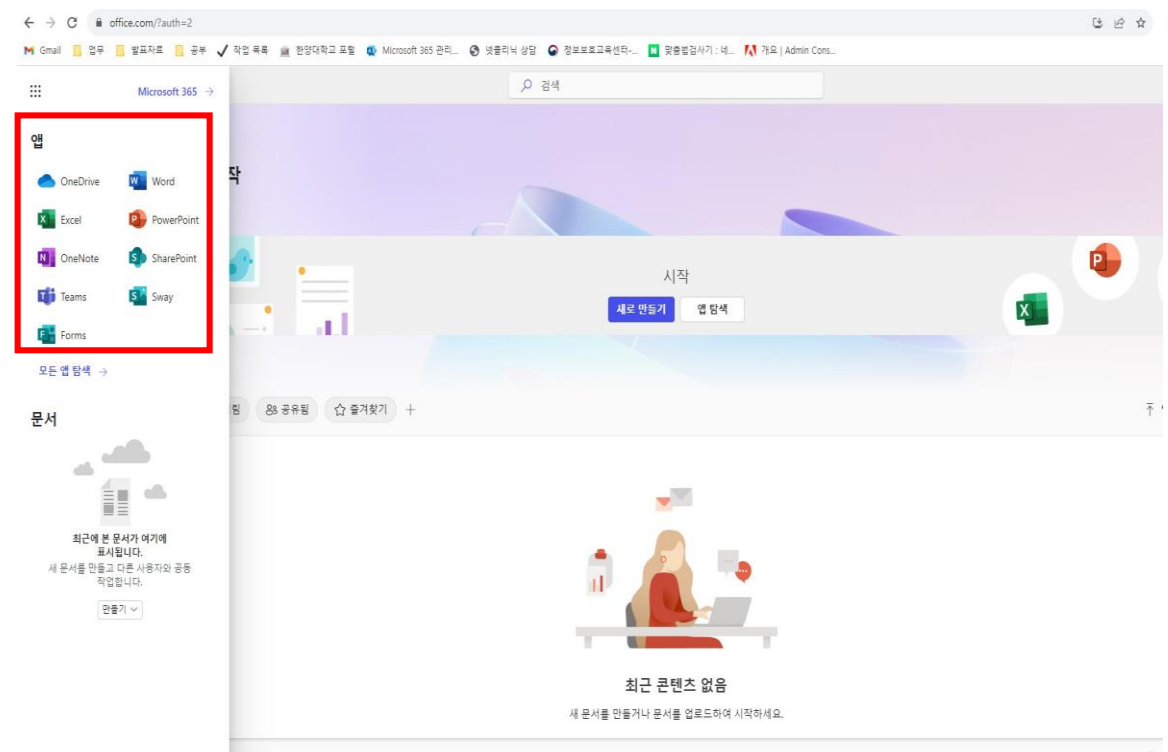 office.com/?auth=2
Gmail 업무 발표자료 공부 작업 목록 한양대학교 포털 Microsoft 365 관리... 넷클리닉 상담 정보보호교육센터-... 맞춤법검사기 : 네... 개요 | Admin Cons...
Microsoft 365 →
검색
앱
작
OneDrive Word
Excel PowerPoint
OneNote SharePoint
Teams Sway
Forms
시작
새로 만들기 앱 탐색
모든 앱 탐색 →
림 공유됨 즐겨찾기 +
문서
최근에 본 문서가 여기에
표시됩니다.
새 문서를 만들고 다른 사용자와 공동
작업합니다.
만들기
최근 콘텐츠 없음
새 문서를 만들거나 문서를 업로드하여 시작하세요.